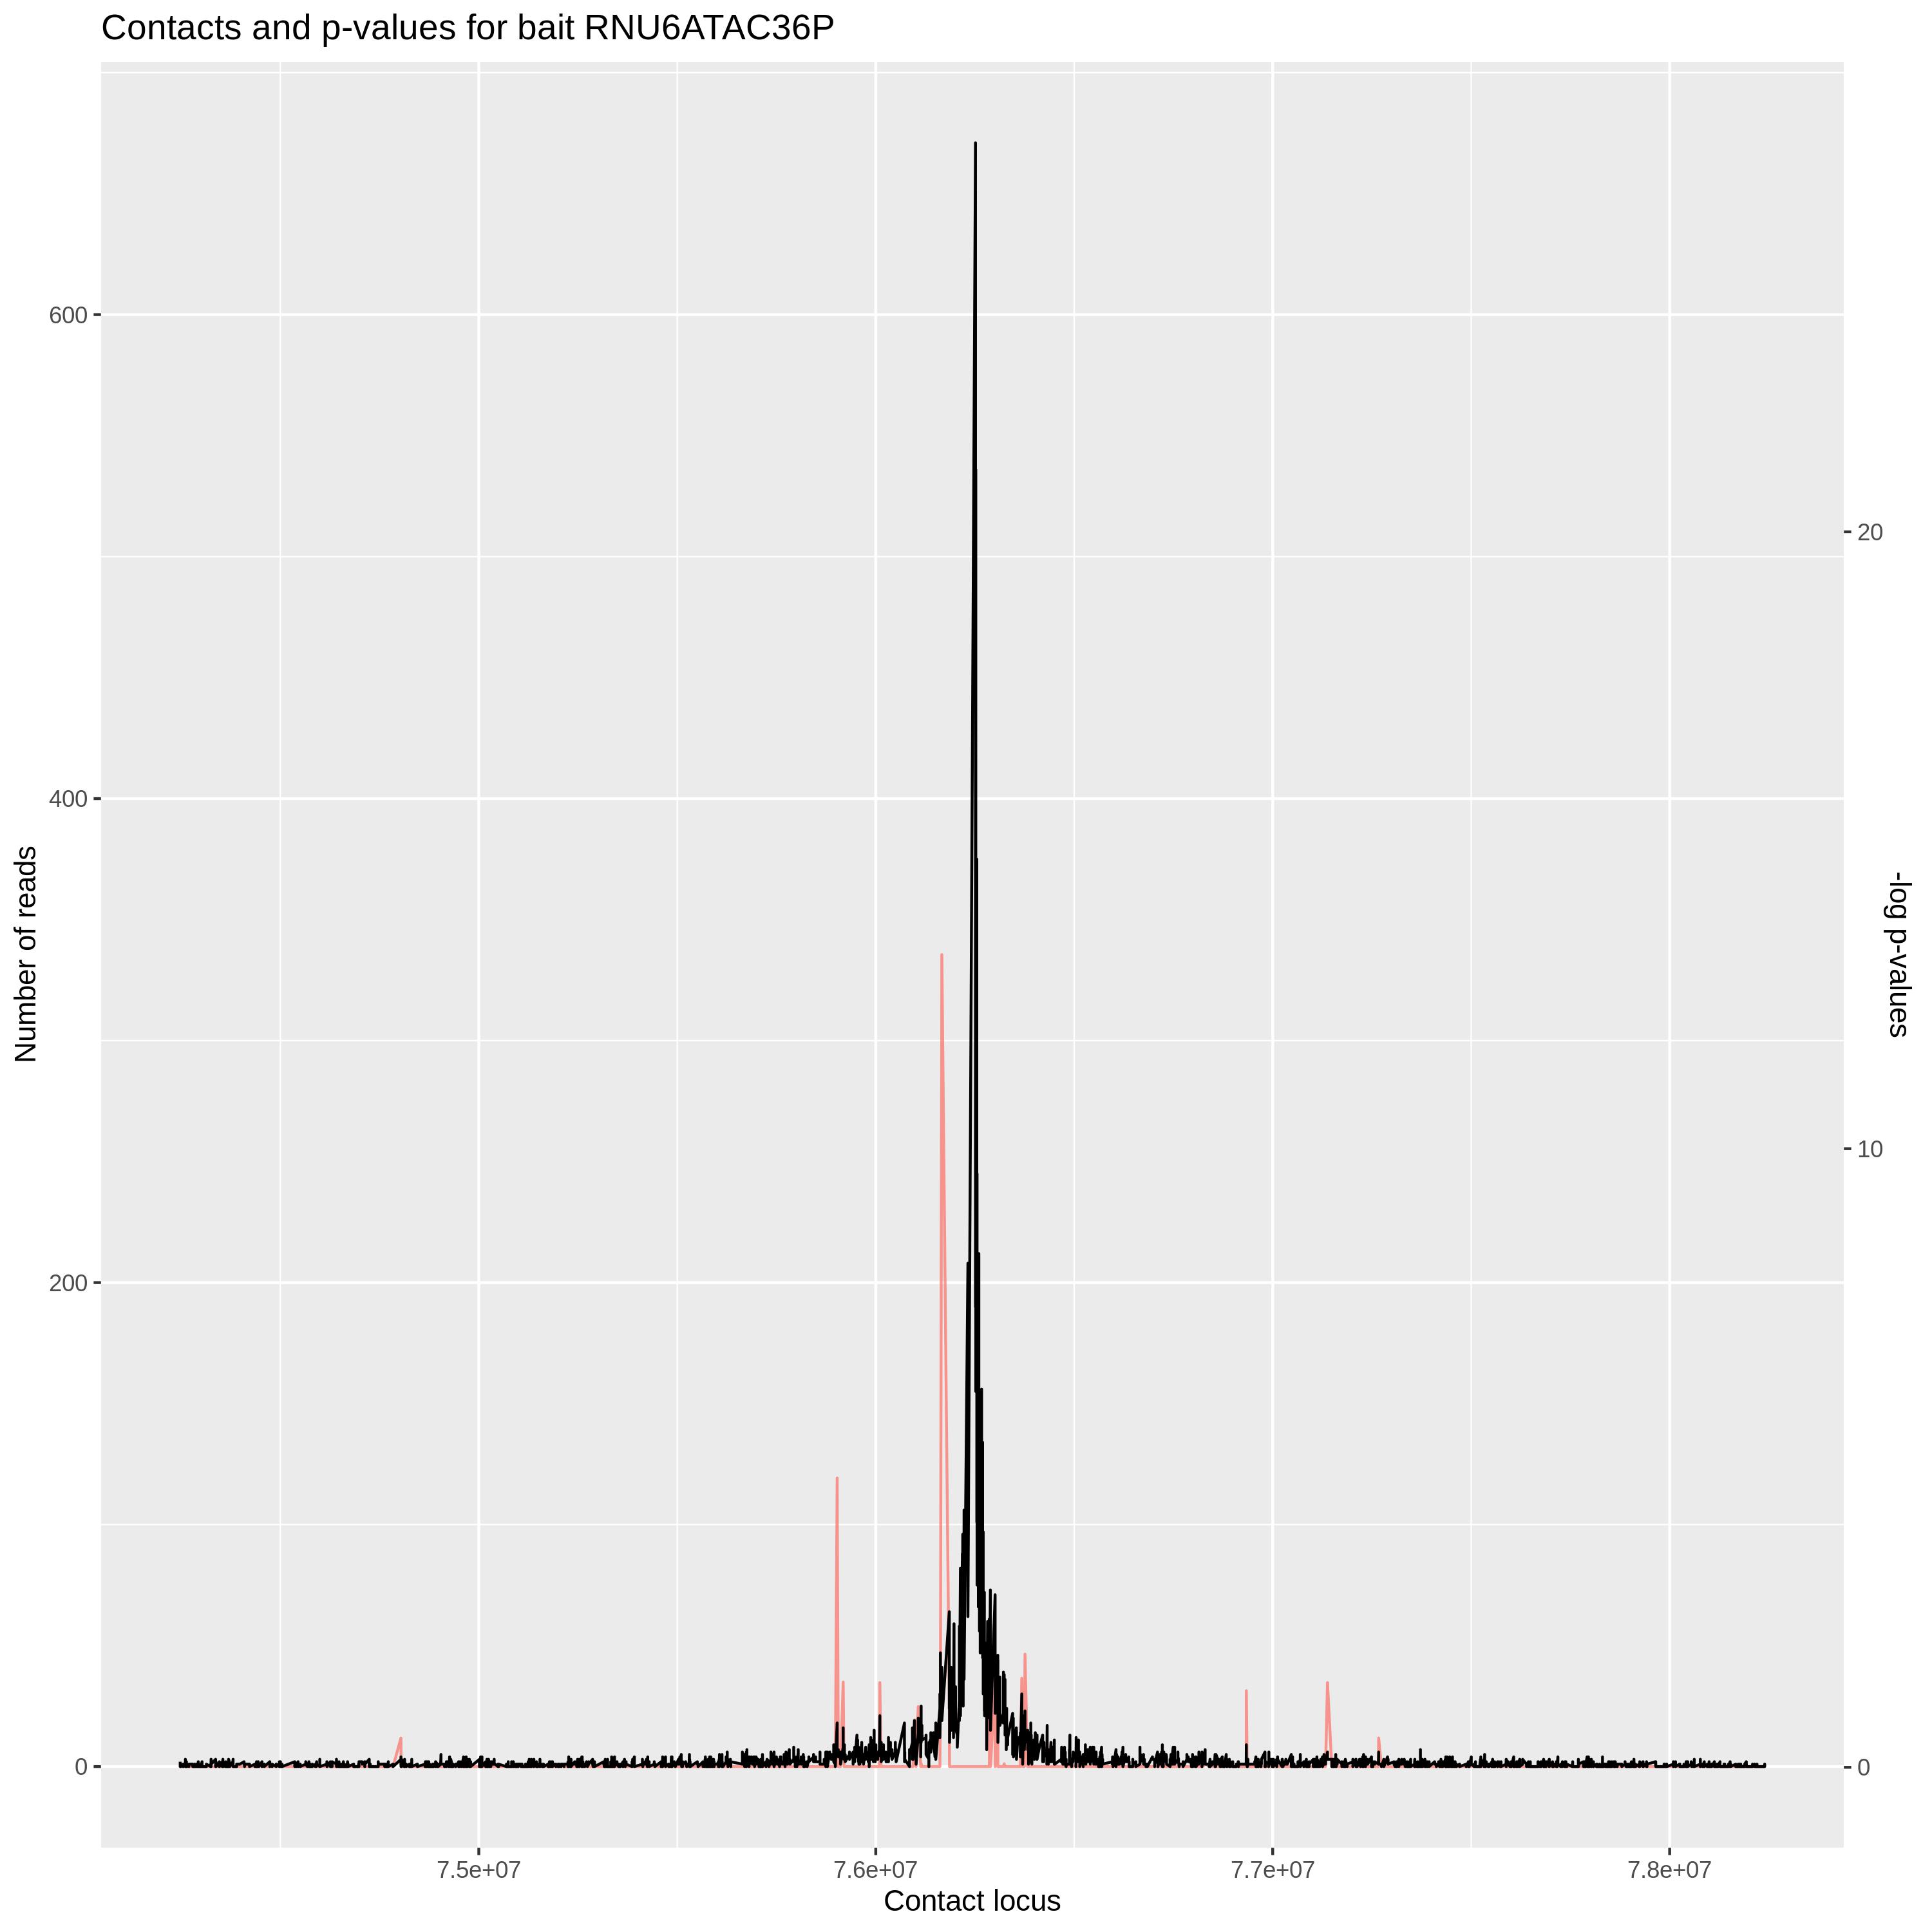 Contacts and p-values for bait RNU6ATAC36P
Number of reads
600
400
200
0
-log p-values
20
10
0
7.5e+07
7.6e+07
7.7e+07
7.8e+07
Contact locus